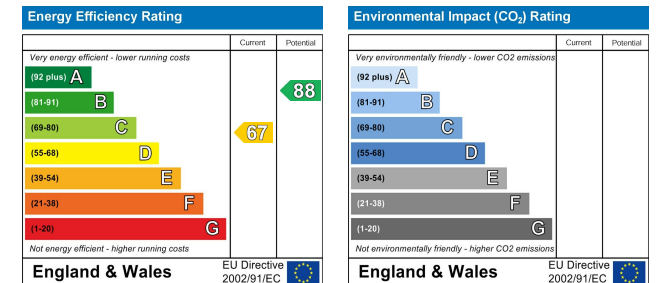 Energy Efficiency Rating
Current Potential
Very energy efficient - lower running costs
(92 plus) A
(81-91) B
(69-80) C
(55-68) D
(39-54) E
(21-38) F
(1-20) G
88
67
Not energy efficient - higher running costs
England & Wales
EU Directive
2002/91/EC
Environmental Impact (CO₂) Rating
Current Potential
Very environmentally friendly - lower CO2 emissions
(92 plus) A
(81-91) B
(69-80) C
(55-68) D
(39-54) E
(21-38) F
(1-20) G
Not environmentally friendly - higher CO2 emissions
England & Wales
EU Directive
2002/91/EC